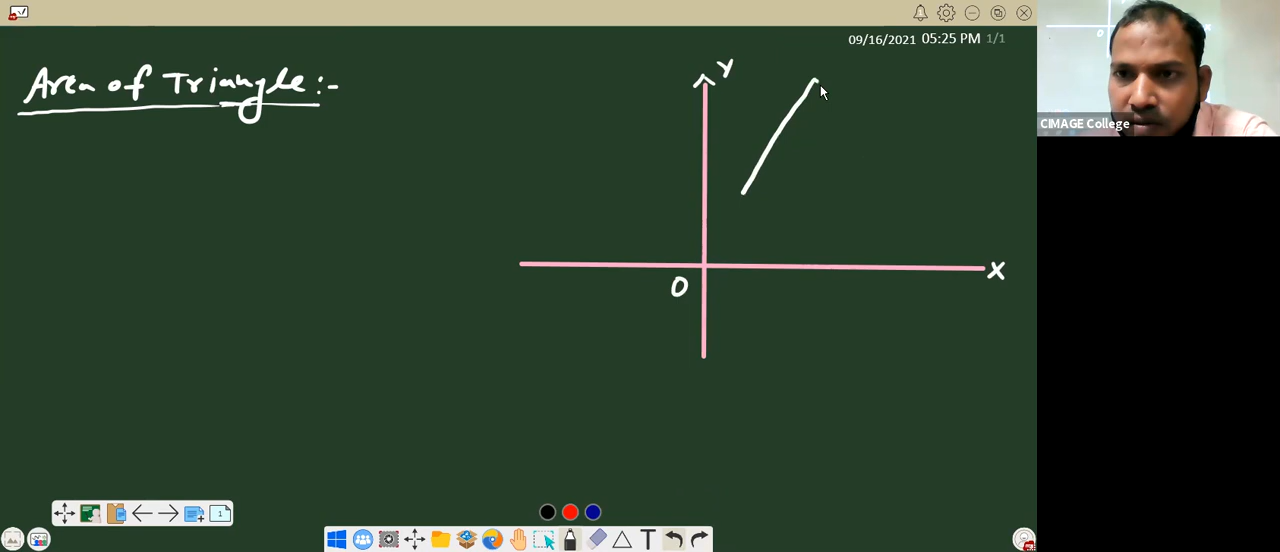 09/16/2021 05:25 PM 1/1
Area of Triangle :-
Y
X
O
CIMAGE College
1
T